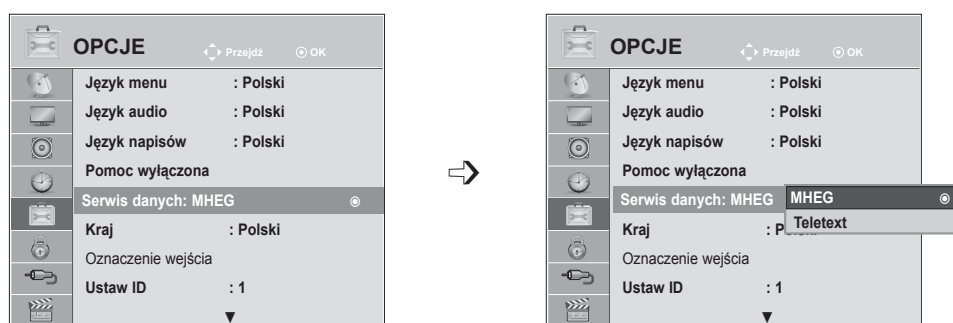 OPCJE Przejdź OK
Język menu : Polski
Język audio : Polski
Język napisów : Polski
Pomoc wyłączona
Serwis danych: MHEG
Kraj : Polski
Oznaczenie wejścia
Ustaw ID : 1
OPCJE Przejdź OK
Język menu : Polski
Język audio : Polski
Język napisów : Polski
Pomoc wyłączona
Serwis danych: MHEG
MHEG
Teletext
Kraj
Oznaczenie wejścia
Ustaw ID : 1